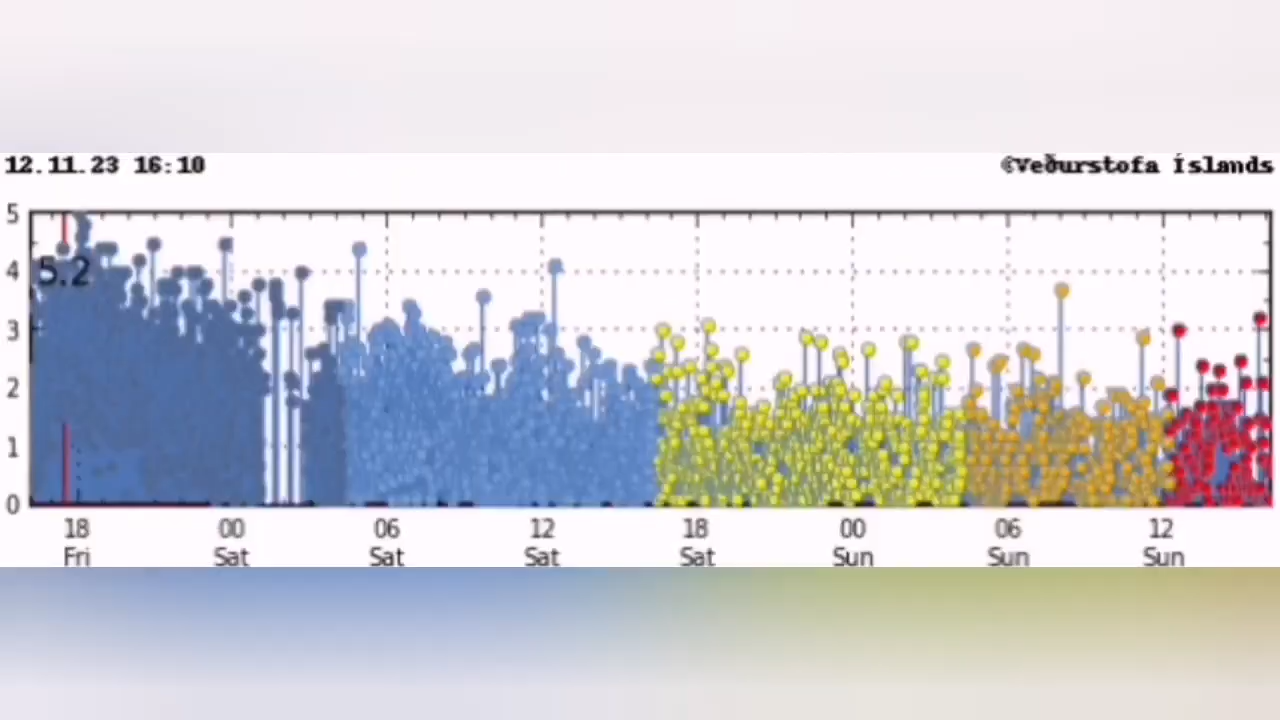 12.11.23 16:10
©Veðurstofa Íslands
5
4
5.2
3
2
1
0
18 00 06 12 18 00 06 12
Fri Sat Sat Sat Sat Sun Sun Sun